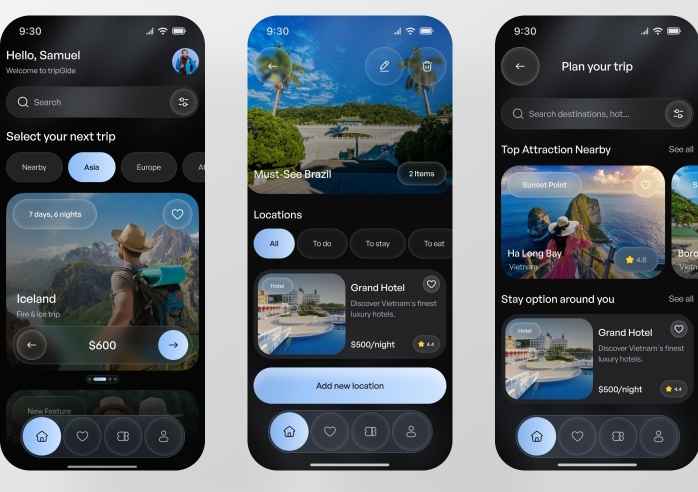 9:30
Hello, Samuel
Welcome to tripGide
Search
Select your next trip
Nearby
Asia
Europe
Af
7 days, 6 nights
Iceland
Fire & ice trip
$600
New Feature
9:30
Must-See Brazil
2 Items
Locations
All
To do
To stay
To eat
Hotel
Grand Hotel
Discover Vietnam's finest
luxury hotels.
$500/night
4.4
Add new location
9:30
Plan your trip
Search destinations, hot...
Top Attraction Nearby
See all
Sunset Point
Ha Long Bay
Vietnam
4.8
S
Boro
Vietn
Stay option around you
See all
Hotel
Grand Hotel
Discover Vietnam's finest
luxury hotels.
$500/night
4.4